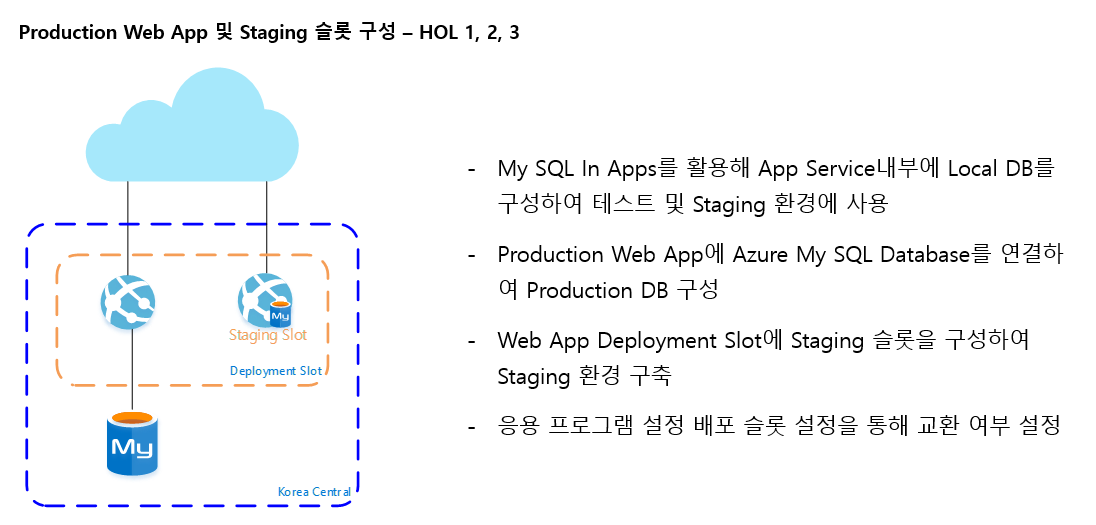 Production Web App 및 Staging 슬롯 구성 – HOL 1, 2, 3
- My SQL In Apps를 활용해 App Service내부에 Local DB를
구성하여 테스트 및 Staging 환경에 사용
- Production Web App에 Azure My SQL Database를 연결하
여 Production DB 구성
- Web App Deployment Slot에 Staging 슬롯을 구성하여
Staging 환경 구축
- 응용 프로그램 설정 배포 슬롯 설정을 통해 교환 여부 설정
My
Staging Slot
Deployment Slot
My
Korea Central